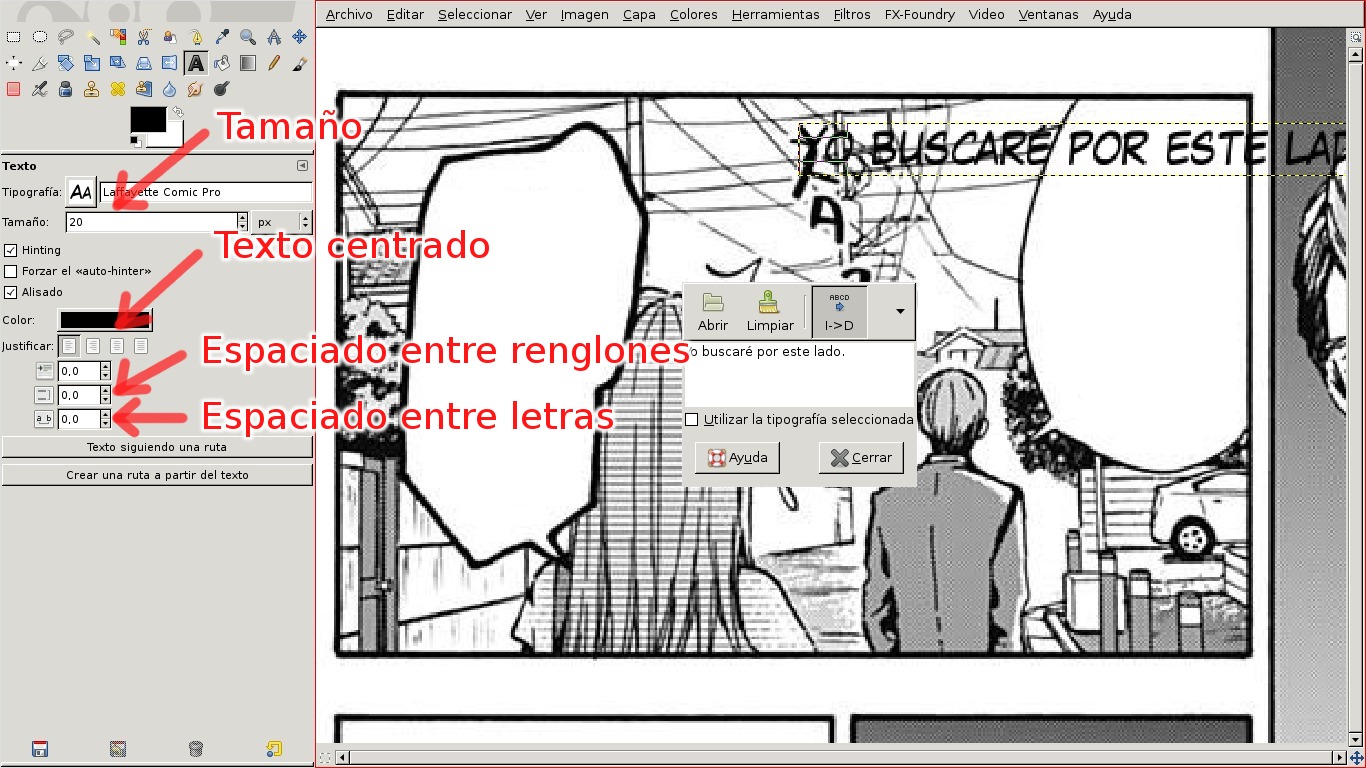 Archivo Editar Seleccionar Ver Imagen Capa Colores Herramientas Filtros FX-Foundry Video Ventanas Ayuda
Tamaño
YO BUSCARÉ POR ESTE LAD
Texto
Tipografía: AA Laffayette Comic Pro
Tamaño: 20 px
Hinting
Texto centrado
Forzar el «auto-hinter»
Alisado
Color:
Justificar:
Abrir Limpiar ABCD I->D
Espaciado entre renglones
o buscaré por este lado.
0,0
0,0
a_b 0,0
Espaciado entre letras
Utilizar la tipografía seleccionada
Texto siguiendo una ruta
Ayuda Cerrar
Crear una ruta a partir del texto